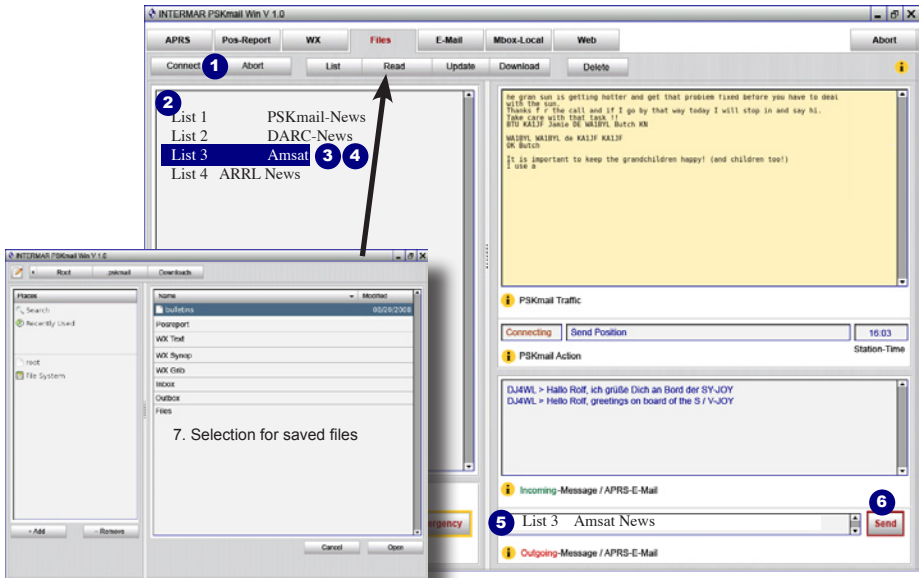 INTERMAR PSKmail Win V 1.0
APRS Pos-Report WX Files E-Mail Mbox-Local Web Abort
Connect 1 Abort List Read Update Download Delete
2
List 1 PSKmail-News
List 2 DARC-News
List 3 Amsat 3 4
List 4 ARRL News
he gran sun is getting hotter and get that problem fixed before you have to deal
with the sun.
Thanks f r the call and if I go by that way today I will stop in and say hi.
Take care with that task !!
BTU KA1JF Janie DE WA1BYL Butch KN
WA1BYL WA1BYL de KA1JF KA1JF
OK Butch
It is important to keep the grandchildren happy! (and children too!)
I use a
PSKmail Traffic
Connecting Send Position 16:03
Station-Time
PSKmail Action
DJ4WL > Hallo Rolf, ich grüße Dich an Bord der SY-JOY
DJ4WL > Hello Rolf, greetings on board of the S / V-JOY
Incoming-Message / APRS-E-Mail
6
ergency 5 List 3 Amsat News Send
Outgoing-Message / APRS-E-Mail
INTERMAR PSKmail Win V 1.0
Root pskmail Downloads
Places
Search
Recently Used
root
File System
+ Add - Remove
Name Modified
bulletins 08/20/2008
Posreport
WX Text
WX Synop
WX Grib
Inbox
Outbox
Files
7. Selection for saved files
Cancel Open